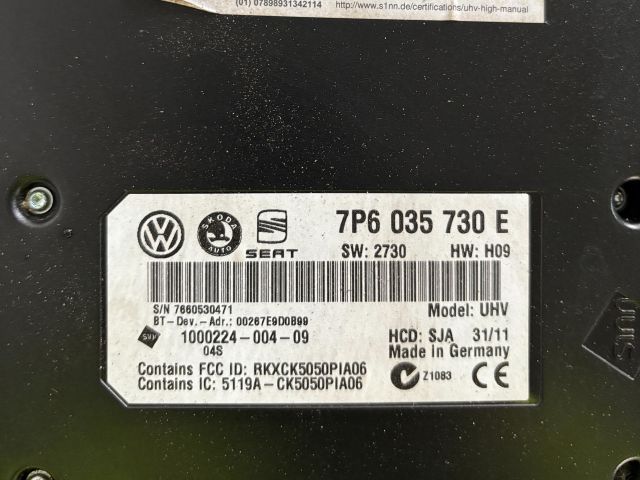 (01) 07898931342114
http://www.s1nn.de/certifications/uhv-high-manual
SKODA
AUTO
SEAT
7P6 035 730 E
SW: 2730 HW: H09
S/N 7660530471
Model: UHV
BT-Dev.-Adr.: 00267E9D0B99
1000224-004-09
04S
HCD: SJA 31/11
Made in Germany
Contains FCC ID: RKXCK5050PIA06
Contains IC: 5119A-CK5050PIA06
Z1083 CE